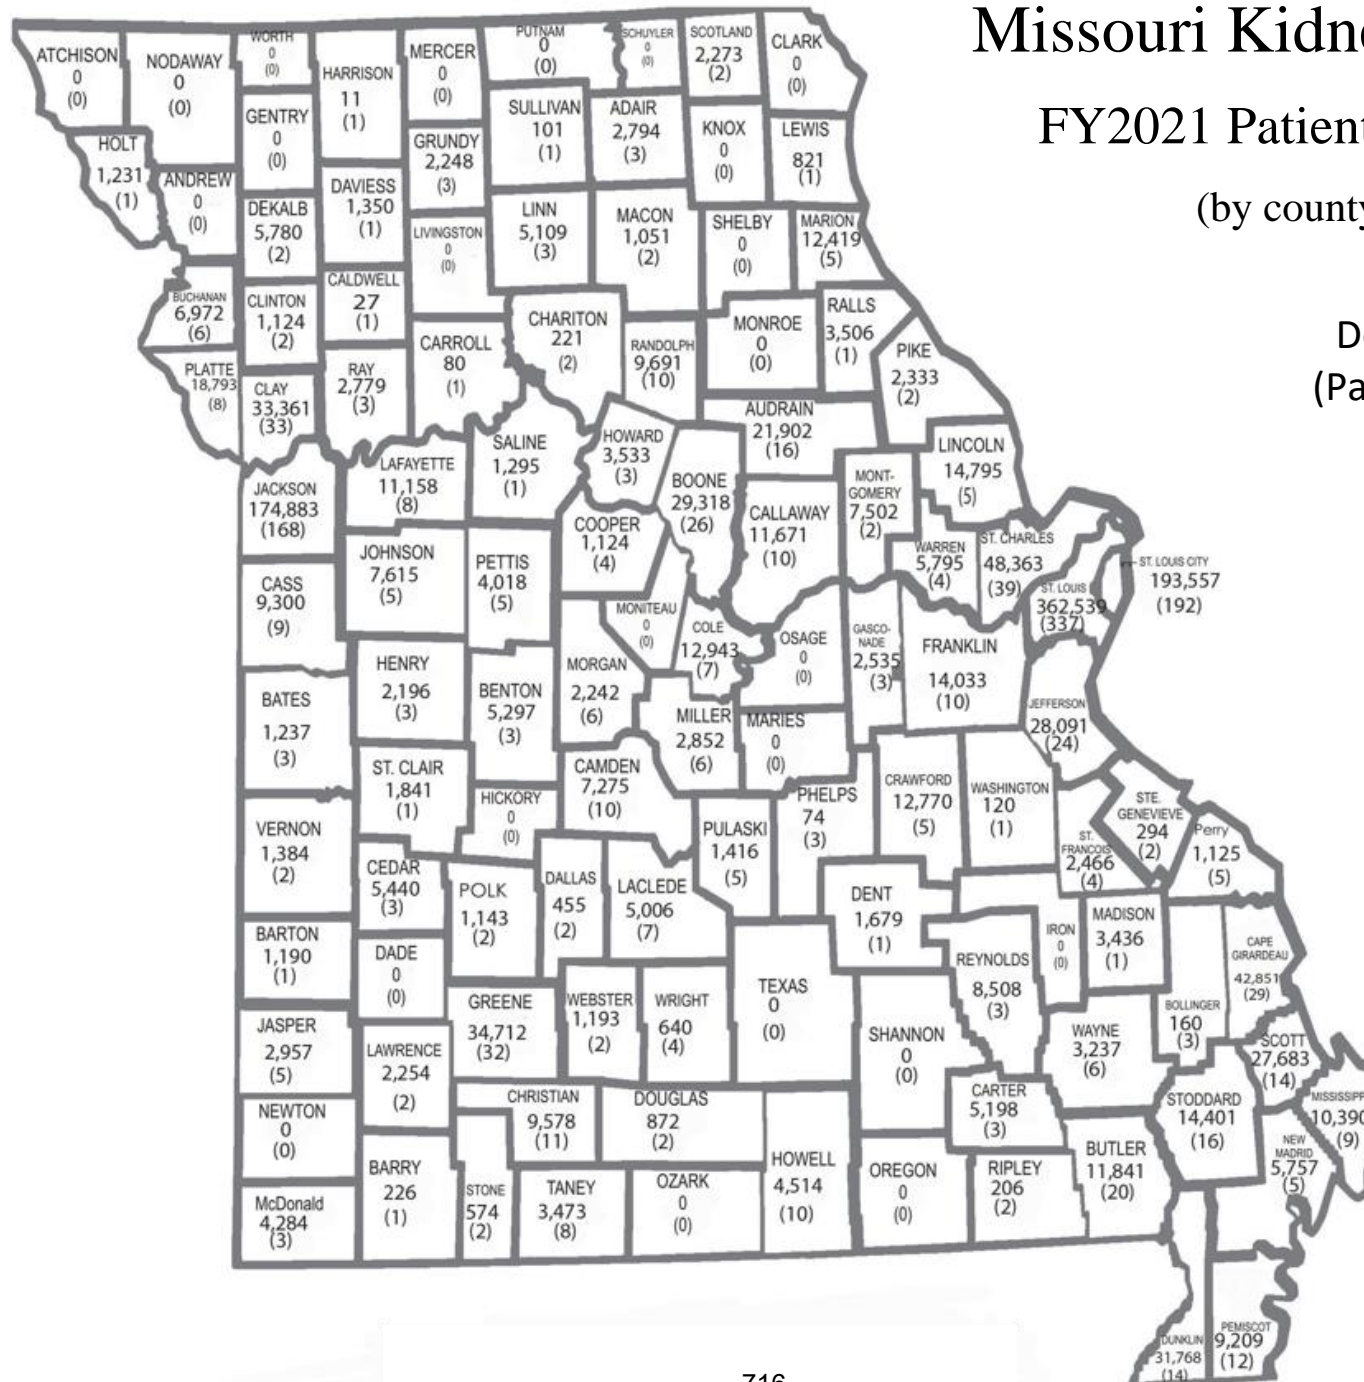 Missouri Kidne
FY2021 Patient
(by county
D
(Pa
ATCHISON
0
(0)
NODAWAY
0
(0)
WORTH
0
(0)
HARRISON
11
(1)
MERCER
0
(0)
PUTNAM
0
(0)
SCHUYLER
0
(0)
SCOTLAND
2,273
(2)
CLARK
0
(0)
HOLT
1,231
(1)
ANDREW
0
(0)
GENTRY
0
(0)
DEKALB
5,780
(2)
DAVIESS
1,350
(1)
GRUNDY
2,248
(3)
SULLIVAN
101
(1)
ADAIR
2,794
(3)
KNOX
0
(0)
LEWIS
821
(1)
LIVINGSTON
0
(0)
LINN
5,109
(3)
MACON
1,051
(2)
SHELBY
0
(0)
MARION
12,419
(5)
BUCHANAN
6,972
(6)
CLINTON
1,124
(2)
CALDWELL
27
(1)
CARROLL
80
(1)
CHARITON
221
(2)
RANDOLPH
9,691
(10)
MONROE
0
(0)
RALLS
3,506
(1)
PIKE
2,333
(2)
PLATTE
18,793
(8)
CLAY
33,361
(33)
RAY
2,779
(3)
AUDRAIN
21,902
(16)
LINCOLN
14,795
(5)
JACKSON
174,883
(168)
LAFAYETTE
11,158
(8)
SALINE
1,295
(1)
HOWARD
3,533
(3)
BOONE
29,318
(26)
CALLAWAY
11,671
(10)
MONT-
GOMERY
7,502
(2)
WARREN
5,795
(4)
ST. CHARLES
48,363
(39)
ST. LOUIS
362,539
(337)
ST. LOUIS CITY
193,557
(192)
CASS
9,300
(9)
JOHNSON
7,615
(5)
PETTIS
4,018
(5)
COOPER
1,124
(4)
MONITEAU
0
(0)
COLE
12,943
(7)
OSAGE
0
(0)
GASCO-
NADE
2,535
(3)
FRANKLIN
14,033
(10)
JEFFERSON
28,091
(24)
BATES
1,237
(3)
HENRY
2,196
(3)
BENTON
5,297
(3)
MORGAN
2,242
(6)
MILLER
2,852
(6)
MARIES
0
(0)
ST. CLAIR
1,841
(1)
HICKORY
0
(0)
CAMDEN
7,275
(10)
PULASKI
1,416
(5)
PHELPS
74
(3)
CRAWFORD
12,770
(5)
WASHINGTON
120
(1)
ST.
FRANCOIS
2,466
(4)
STE.
GENEVIEVE
294
(2)
Perry
1,125
(5)
VERNON
1,384
(2)
CEDAR
5,440
(3)
POLK
1,143
(2)
DALLAS
455
(2)
LACLEDE
5,006
(7)
DENT
1,679
(1)
IRON
0
(0)
MADISON
3,436
(1)
CAPE
GIRARDEAU
42,851
(29)
BARTON
1,190
(1)
DADE
0
(0)
GREENE
34,712
(32)
WEBSTER
1,193
(2)
WRIGHT
640
(4)
TEXAS
0
(0)
REYNOLDS
8,508
(3)
BOLLINGER
160
(3)
JASPER
2,957
(5)
LAWRENCE
2,254
(2)
SHANNON
0
(0)
WAYNE
3,237
(6)
SCOTT
27,683
(14)
NEWTON
0
(0)
CHRISTIAN
9,578
(11)
DOUGLAS
872
(2)
CARTER
5,198
(3)
STODDARD
14,401
(16)
MISSISSIPP
10,390
(9)
NEW
MADRID
5,757
(5)
McDonald
4,284
(3)
BARRY
226
(1)
STONE
574
(2)
TANEY
3,473
(8)
OZARK
0
(0)
HOWELL
4,514
(10)
OREGON
0
(0)
RIPLEY
206
(2)
BUTLER
11,841
(20)
DUNKLIN
31,768
(14)
PEMISCOT
9,209
(12)
716